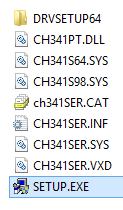 DRVSETUP64
CH341PT.DLL
CH341S64.SYS
CH341S98.SYS
ch341SER.CAT
CH341SER.INF
CH341SER.SYS
CH341SER.VXD
SETUP.EXE